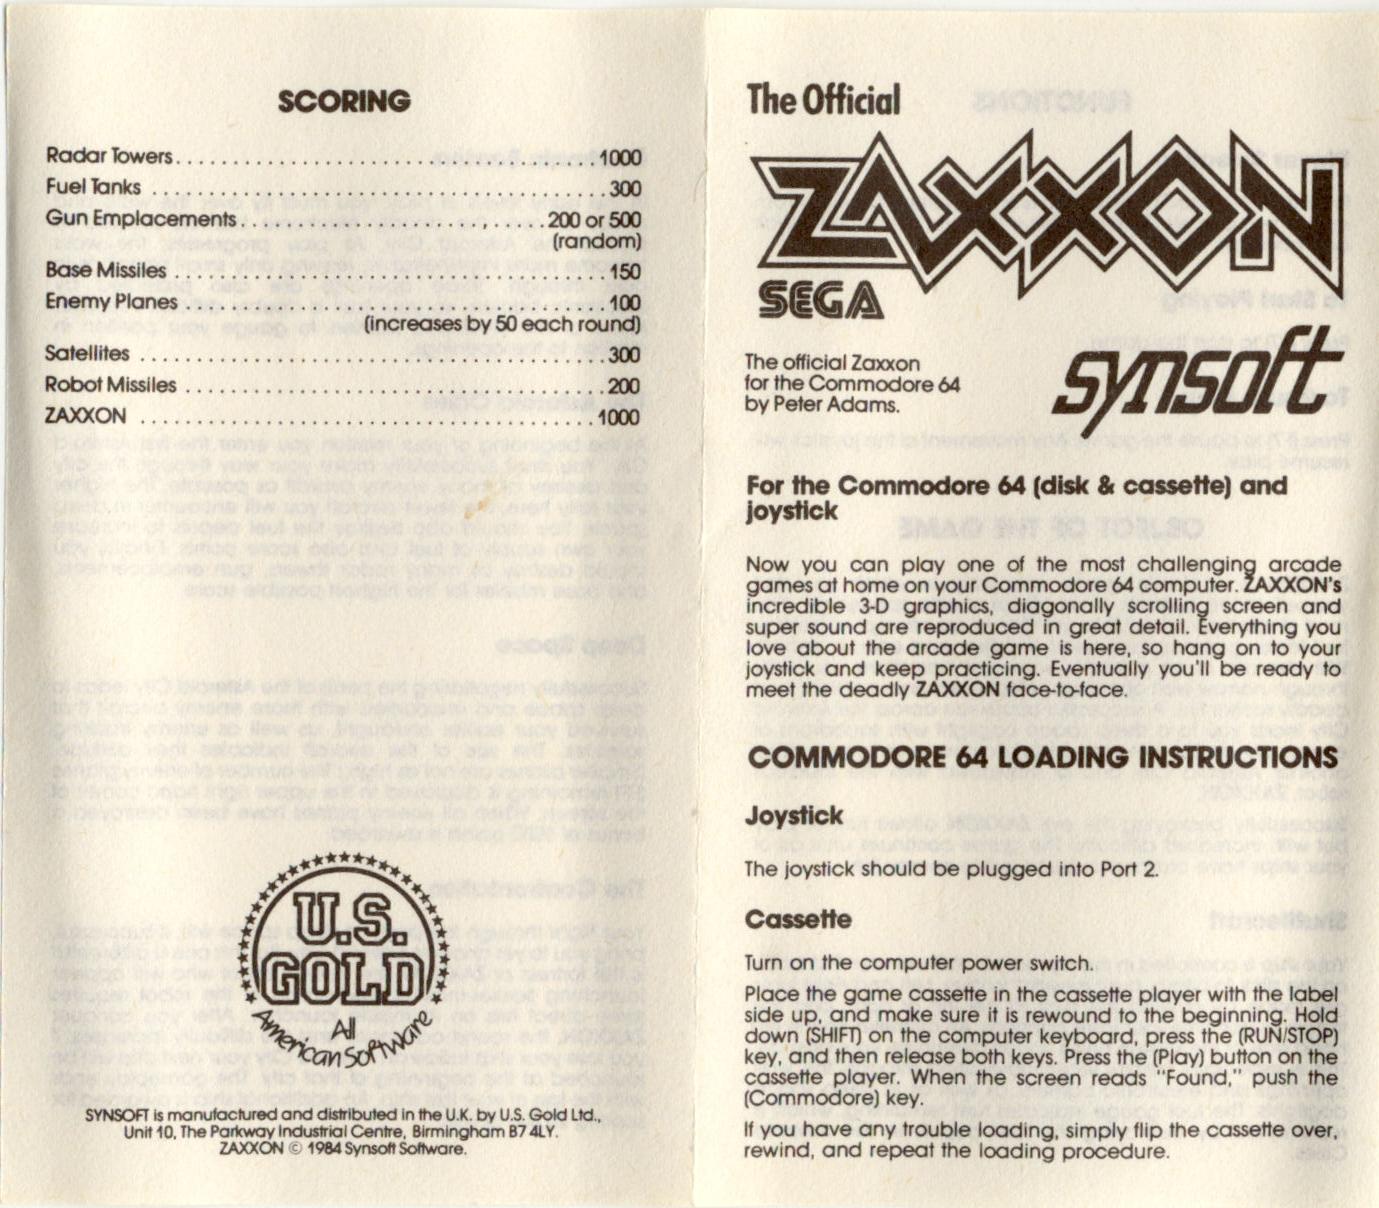 SCORING
Radar Towers. . . . . . . . . . . . . . . . . . . . . . . . . . . . . . 1000
Fuel Tanks . . . . . . . . . . . . . . . . . . . . . . . . . . . . . . . . 300
Gun Emplacements . . . . . . . . . . . . . . . . . . . . . 200 or 500
(random)
Base Missiles . . . . . . . . . . . . . . . . . . . . . . . . . . . . . . 150
Enemy Planes . . . . . . . . . . . . . . . . . . . . . . . . . . . . . . 100
(increases by 50 each round)
Satellites . . . . . . . . . . . . . . . . . . . . . . . . . . . . . . . . . 300
Robot Missiles . . . . . . . . . . . . . . . . . . . . . . . . . . . . . 200
ZAXXON . . . . . . . . . . . . . . . . . . . . . . . . . . . . . . . . 1000
U.S.
GOLD
All
American Software
SYNSOFT is manufactured and distributed in the U.K. by U.S. Gold Ltd.,
Unit 10, The Parkway Industrial Centre, Birmingham B7 4LY.
ZAXXON © 1984 Synsoft Software.
The Official
ZAXXON
SEGA
synsoft
The official Zaxxon
for the Commodore 64
by Peter Adams.
For the Commodore 64 (disk & cassette) and
joystick
Now you can play one of the most challenging arcade
games at home on your Commodore 64 computer. ZAXXON's
incredible 3-D graphics, diagonally scrolling screen and
super sound are reproduced in great detail. Everything you
love about the arcade game is here, so hang on to your
joystick and keep practicing. Eventually you'll be ready to
meet the deadly ZAXXON face-to-face.
COMMODORE 64 LOADING INSTRUCTIONS
Joystick
The joystick should be plugged into Port 2.
Cassette
Turn on the computer power switch.
Place the game cassette in the cassette player with the label
side up, and make sure it is rewound to the beginning. Hold
down (SHIFT) on the computer keyboard, press the (RUN/STOP)
key, and then release both keys. Press the (Play) button on the
cassette player. When the screen reads "Found," push the
(Commodore) key.
If you have any trouble loading, simply flip the cassette over,
rewind, and repeat the loading procedure.